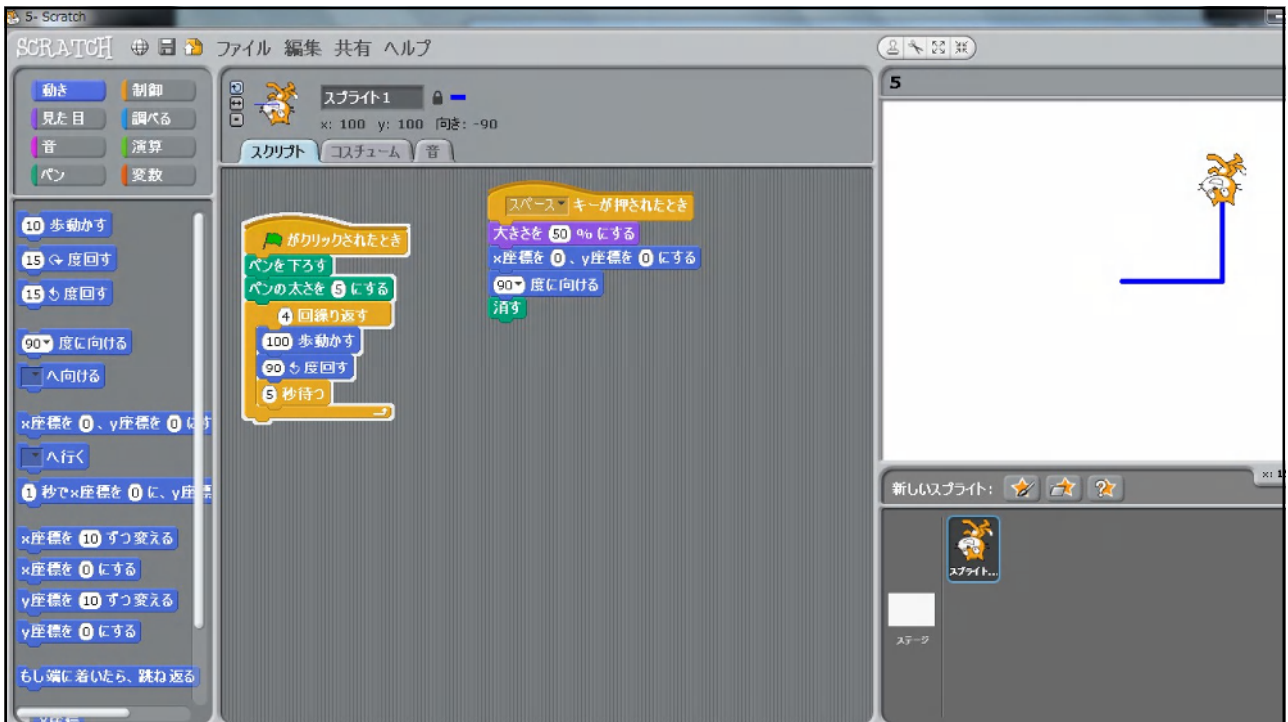 5- Scratch
SCRATCH ファイル 編集 共有 ヘルプ
動き 制御
見た目 調べる
音 演算
ペン 変数
10 歩動かす
15 度回す
15 度回す
90 度に向ける
へ向ける
x座標を 0 、y座標を 0 にす
へ行く
1 秒でx座標を 0 に、y座標
x座標を 10 ずつ変える
x座標を 0 にする
y座標を 10 ずつ変える
y座標を 0 にする
もし端に着いたら、跳ね返る
スプライト1
x: 100 y: 100 向き: -90
スクリプト コスチューム 音
がクリックされたとき
ペンを下ろす
ペンの太さを 5 にする
4 回繰り返す
100 歩動かす
90 度回す
5 秒待つ
スペース キーが押されたとき
大きさを 50 % にする
x座標を 0 、y座標を 0 にする
90 度に向ける
消す
5
新しいスプライト:
スプライト...
ステージ